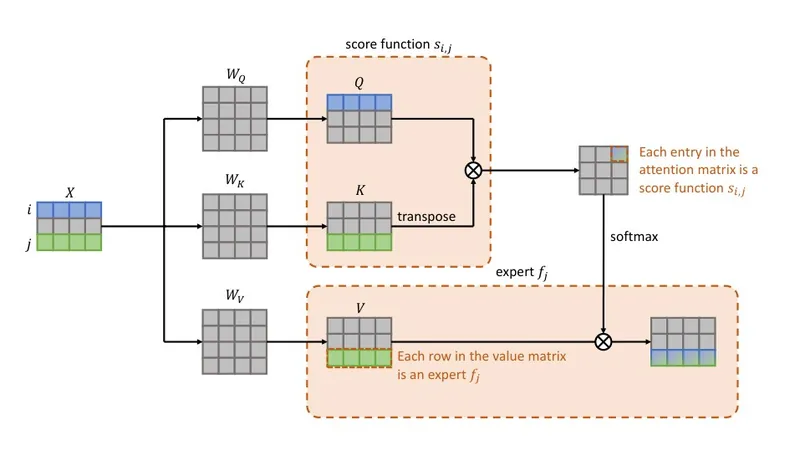 score function s_{i,j}
W_Q
Q
Each entry in the
attention matrix is a
score function s_{i,j}
X
W_K
K
i
transpose
j
softmax
expert f_j
W_V
V
Each row in the value matrix
is an expert f_j